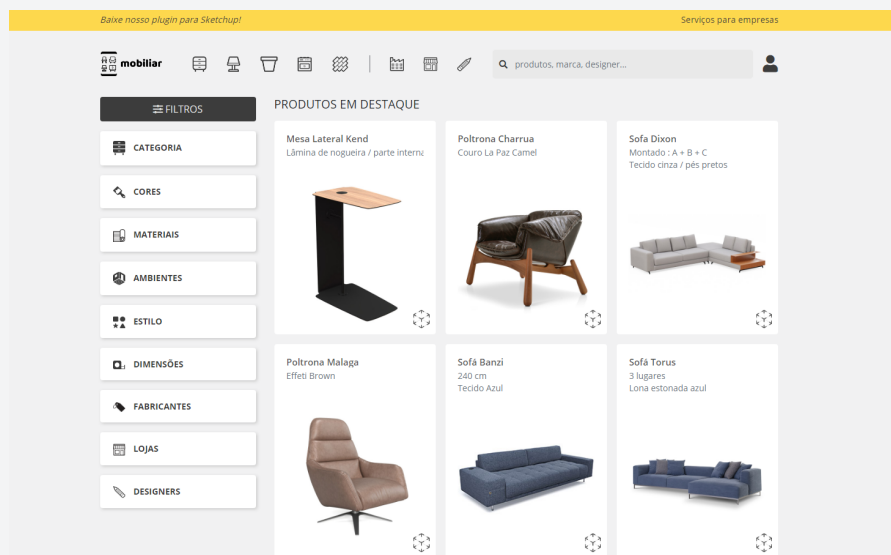 Baixe nosso plugin para Sketchup!
Serviços para empresas
mobiliar
produtos, marca, designer...
FILTROS
CATEGORIA
CORES
MATERIAIS
AMBIENTES
ESTILO
DIMENSÕES
FABRICANTES
LOJAS
DESIGNERS
PRODUTOS EM DESTAQUE
Mesa Lateral Kend
Lâmina de nogueira / parte interna
Poltrona Charrua
Couro La Paz Camel
Sofa Dixon
Montado : A + B + C
Tecido cinza / pés pretos
Poltrona Malaga
Effeti Brown
Sofá Banzi
240 cm
Tecido Azul
Sofá Torus
3 lugares
Lona estonada azul